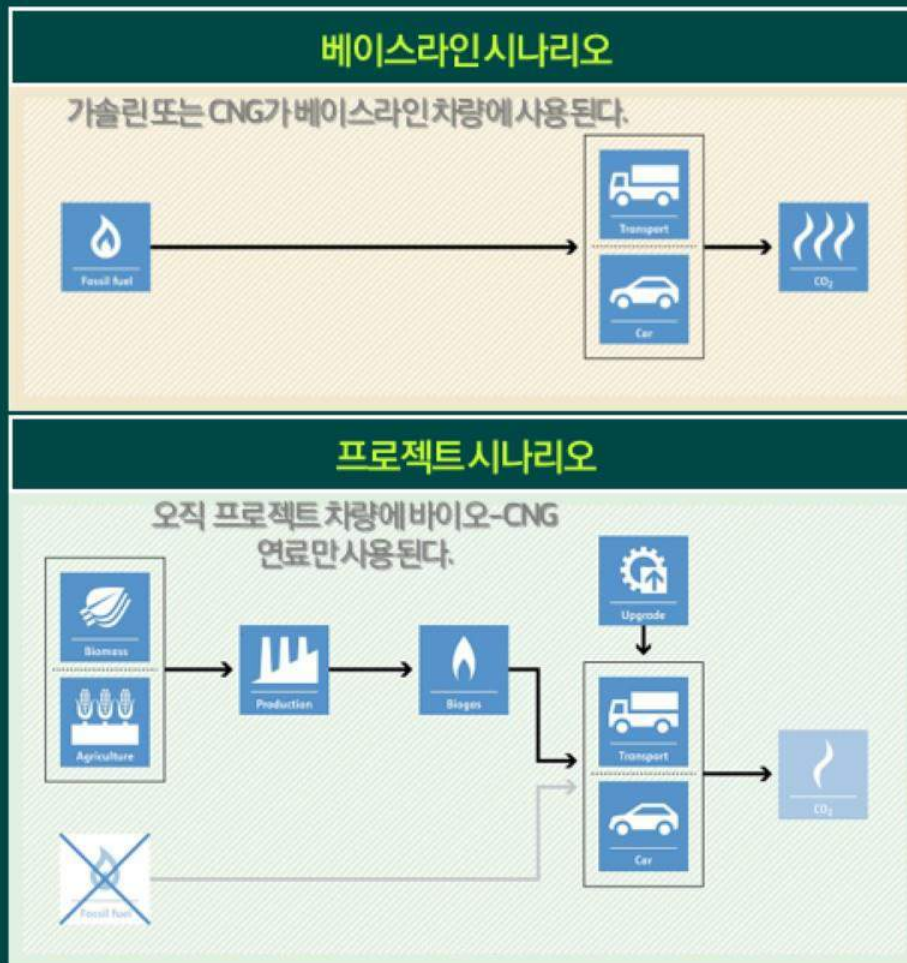 베이스라인 시나리오
가솔린 또는 CNG가 베이스라인 차량에 사용된다.
Transport
Fossil fuel
CO₂
Car
프로젝트 시나리오
오직 프로젝트 차량에 바이오-CNG
연료만 사용된다.
Upgrade
Biomass
Production
Biogas
Transport
Agriculture
CO₂
Car
Fossil fuel